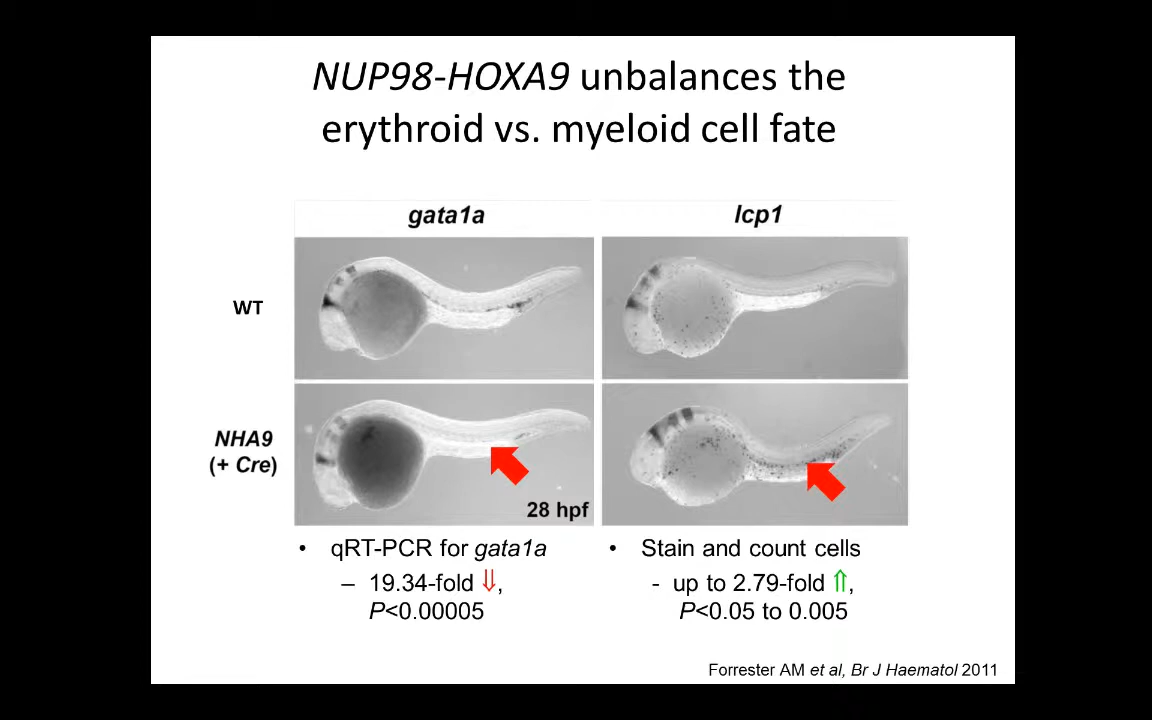 NUP98-HOXA9 unbalances the
erythroid vs. myeloid cell fate
gata1a
lcp1
WT
NHA9
(+ Cre)
28 hpf
• qRT-PCR for gata1a
– 19.34-fold ⇓,
P<0.00005
• Stain and count cells
- up to 2.79-fold ⇑,
P<0.05 to 0.005
Forrester AM et al, Br J Haematol 2011